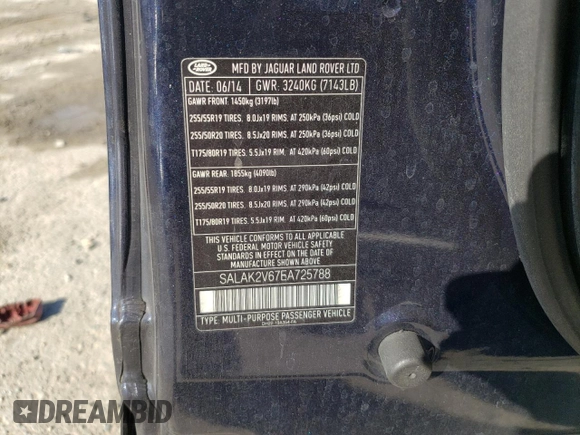 LAND ROVER
MFD BY JAGUAR LAND ROVER LTD
DATE: 06/14 GWR: 3240KG (7143LB)
GAWR FRONT: 1450kg (3197lb)
255/55R19 TIRES. 8.0Jx19 RIMS. AT 250kPa (36psi) COLD
255/50R20 TIRES. 8.5Jx20 RIMS. AT 250kPa (36psi) COLD
T175/80R19 TIRES. 5.5Jx19 RIM. AT 420kPa (60psi) COLD
GAWR REAR: 1855kg (4090lb)
255/55R19 TIRES. 8.0Jx19 RIMS. AT 290kPa (42psi) COLD
255/50R20 TIRES. 8.5Jx20 RIMS. AT 290kPa (42psi) COLD
T175/80R19 TIRES. 5.5Jx19 RIM. AT 420kPa (60psi) COLD
THIS VEHICLE CONFORMS TO ALL APPLICABLE
U.S. FEDERAL MOTOR VEHICLE SAFETY
STANDARDS IN EFFECT ON THE DATE OF
MANUFACTURE SHOWN ABOVE.
SALAK2V67EA725788
TYPE: MULTI-PURPOSE PASSENGER VEHICLE
DREAMBID